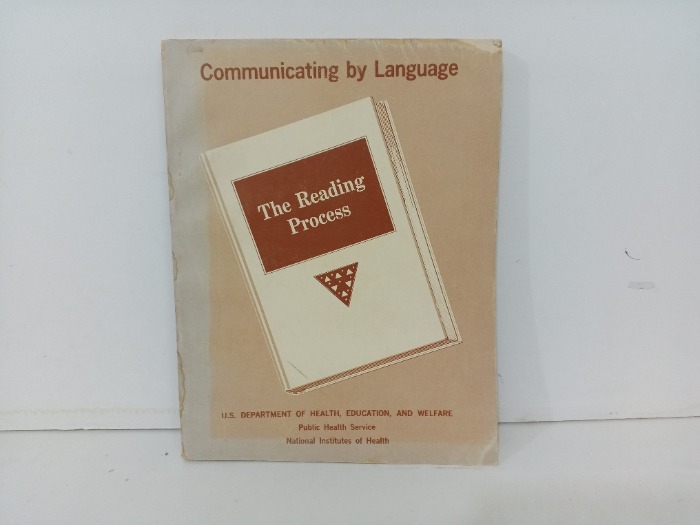 Communicating by Language
The Reading
Process
U.S. DEPARTMENT OF HEALTH, EDUCATION, AND WELFARE
Public Health Service
National Institutes of Health